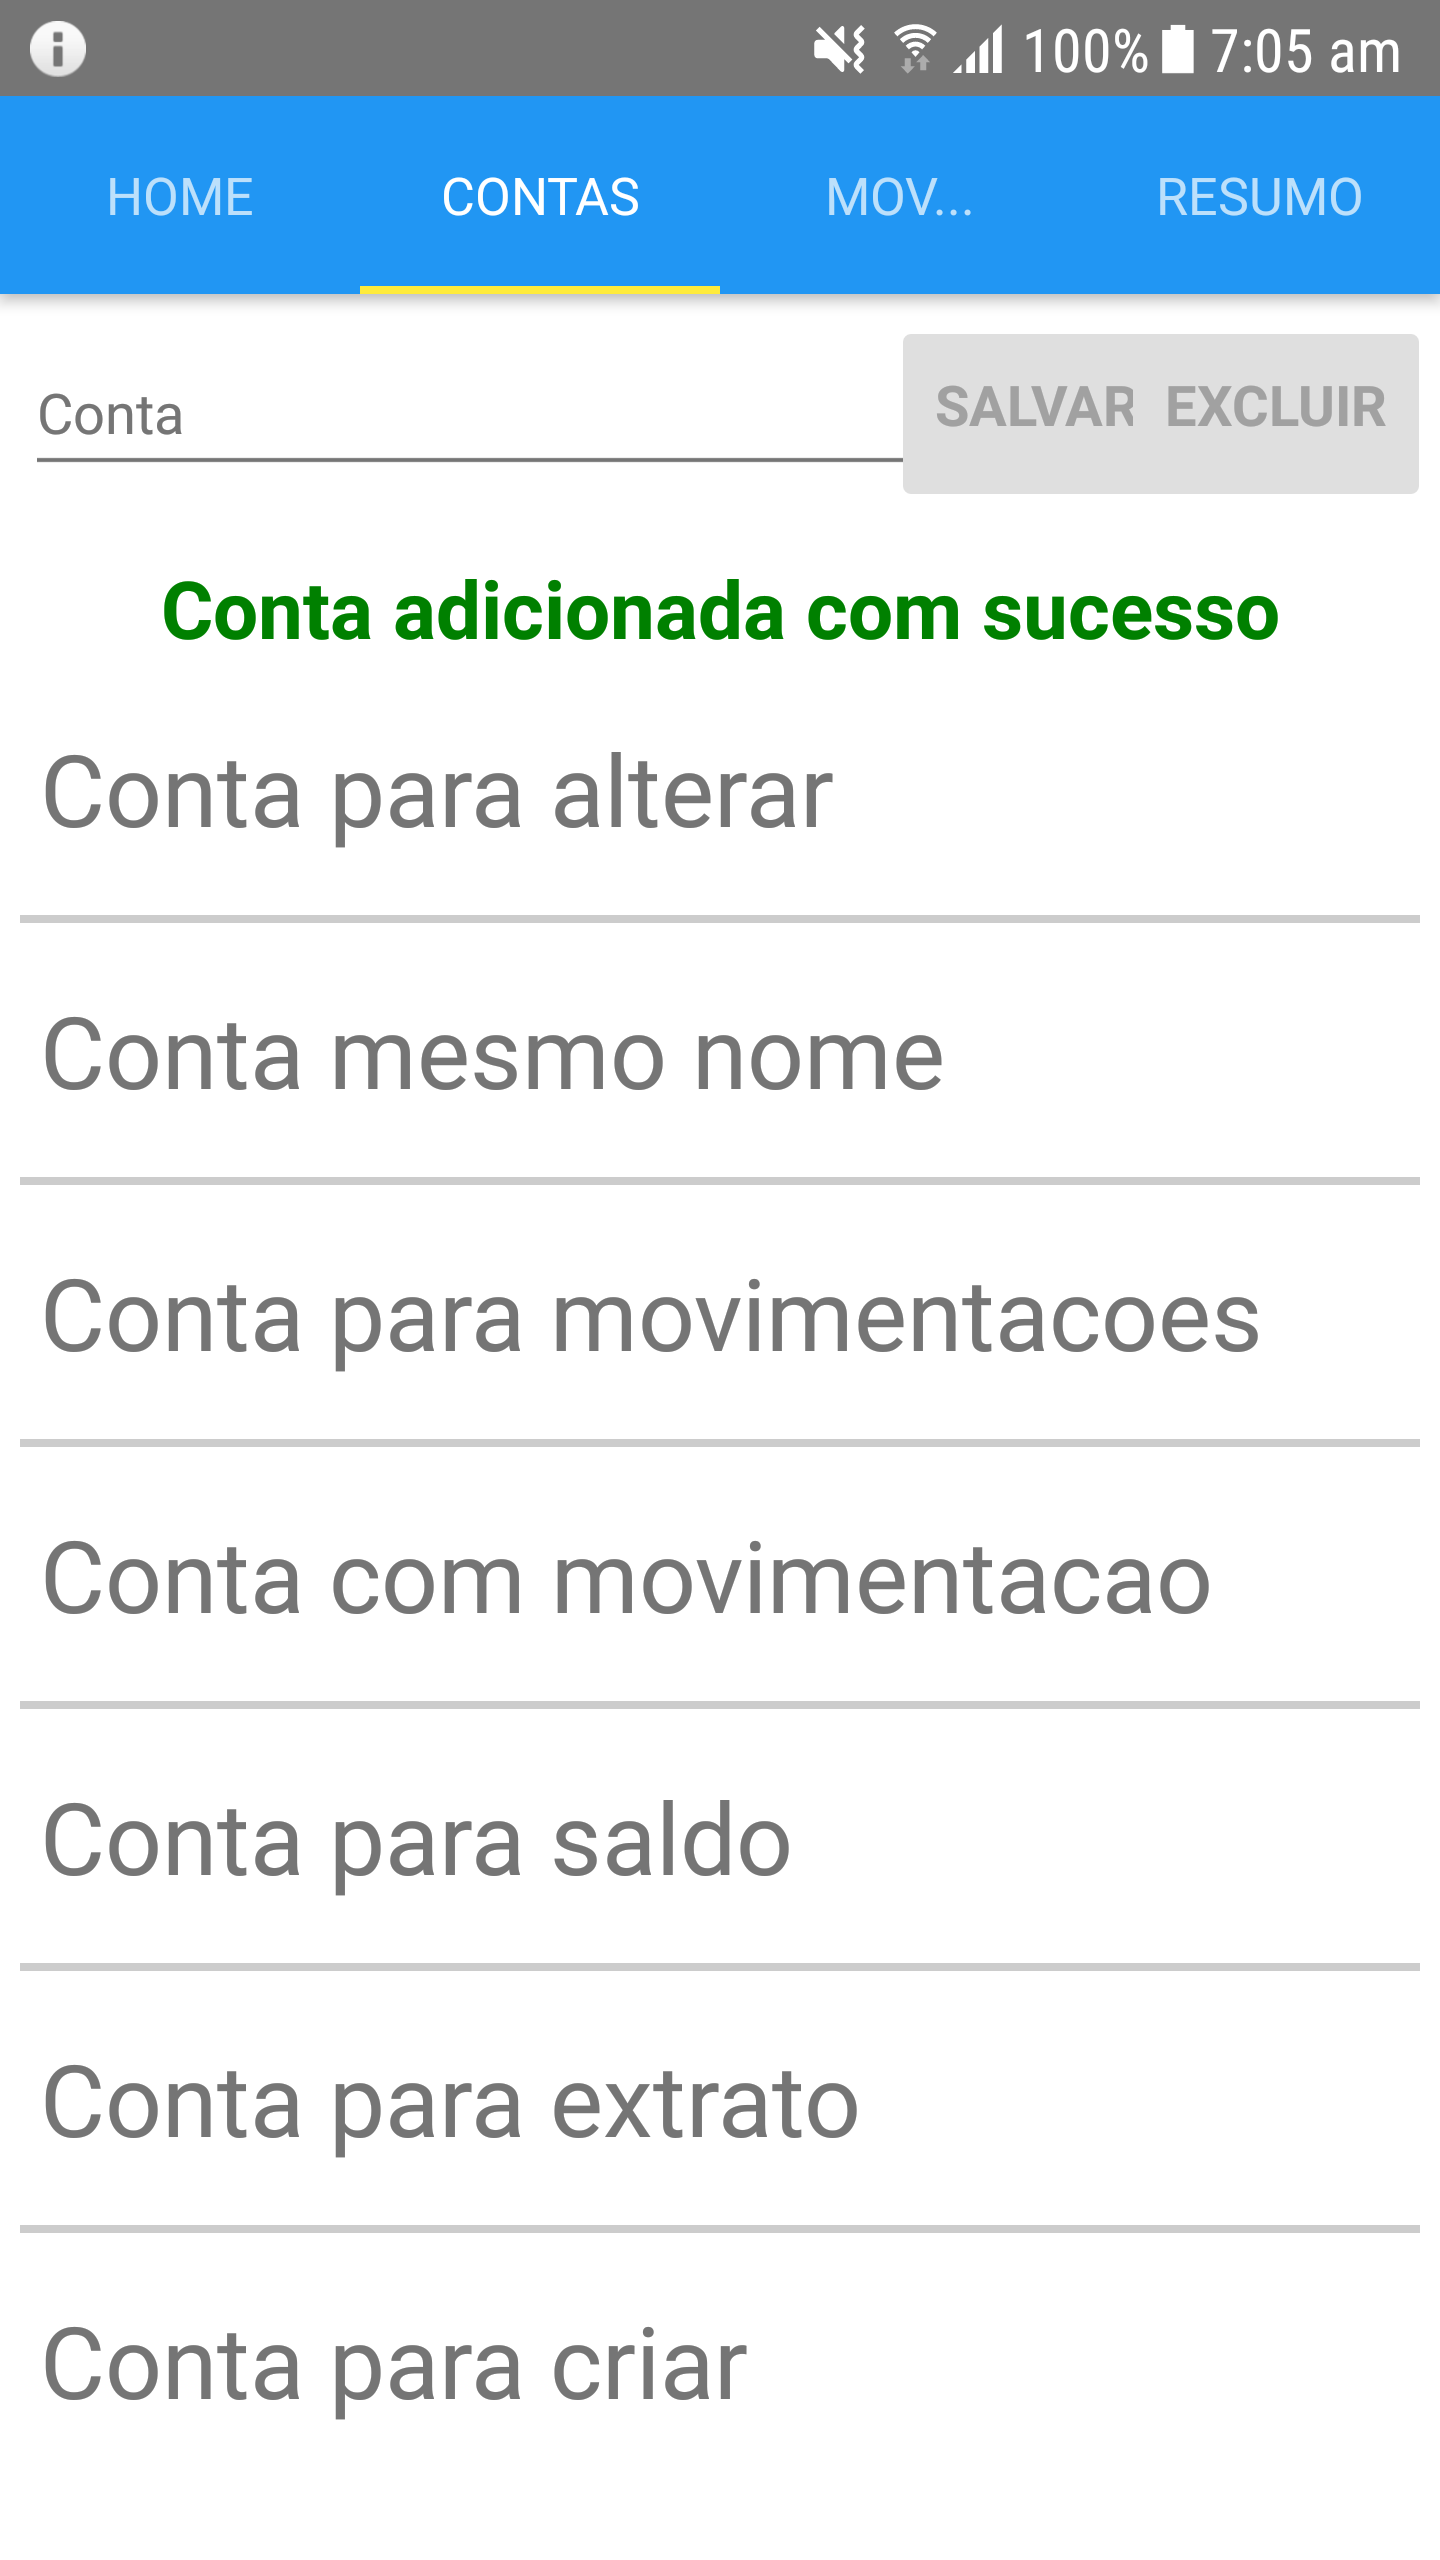 100% 7:05 am
HOME CONTAS MOV... RESUMO
Conta SALVAR EXCLUIR
Conta adicionada com sucesso
Conta para alterar
Conta mesmo nome
Conta para movimentacoes
Conta com movimentacao
Conta para saldo
Conta para extrato
Conta para criar